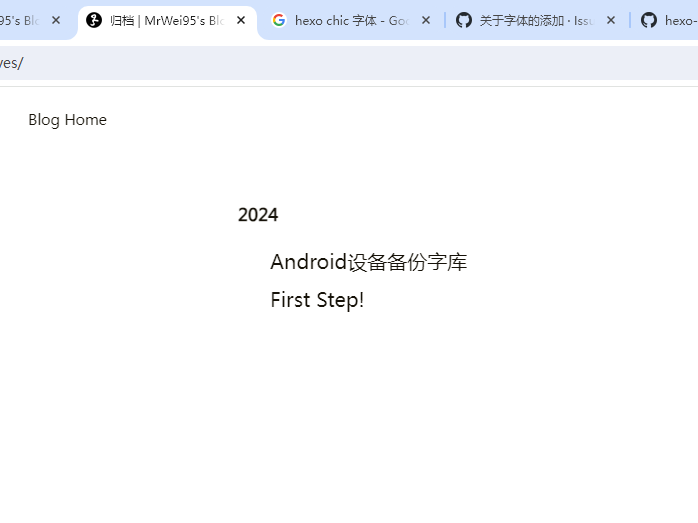 95's Blo
归档 | MrWei95's Blo
hexo chic 字体 - Goo
关于字体的添加 · Issu
hexo-
ves/
Blog Home
2024
Android设备备份字库
First Step!